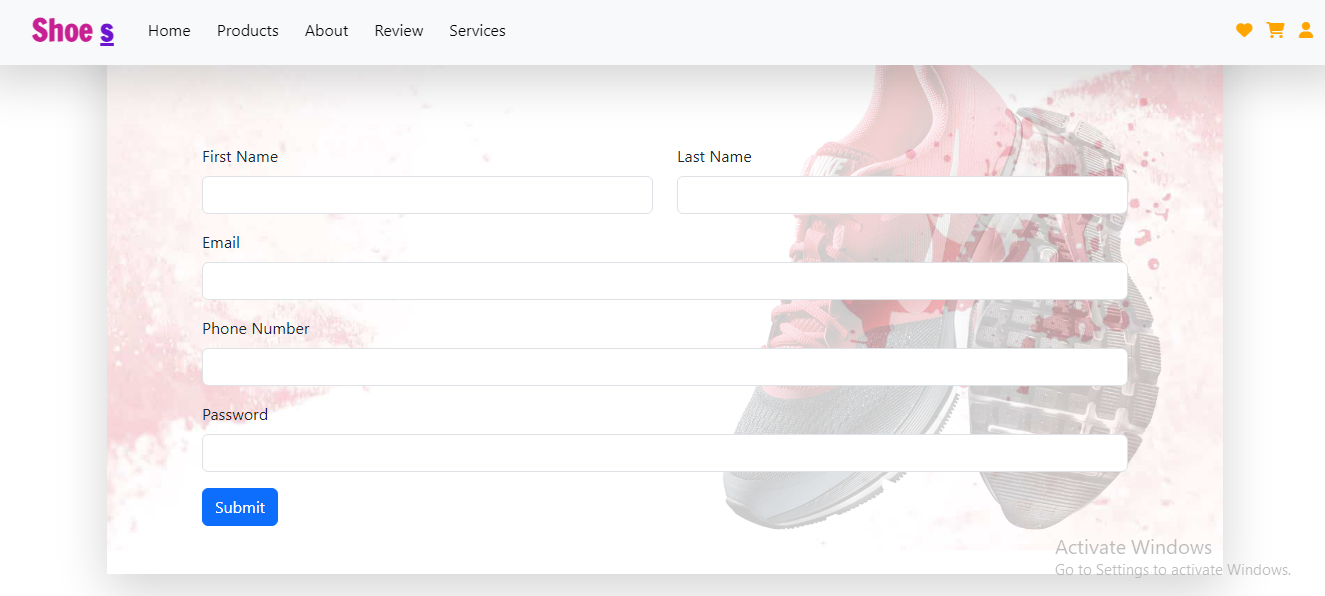 Shoe s Home Products About Review Services
First Name Last Name
Email
Phone Number
Password
Submit
Activate Windows
Go to Settings to activate Windows.